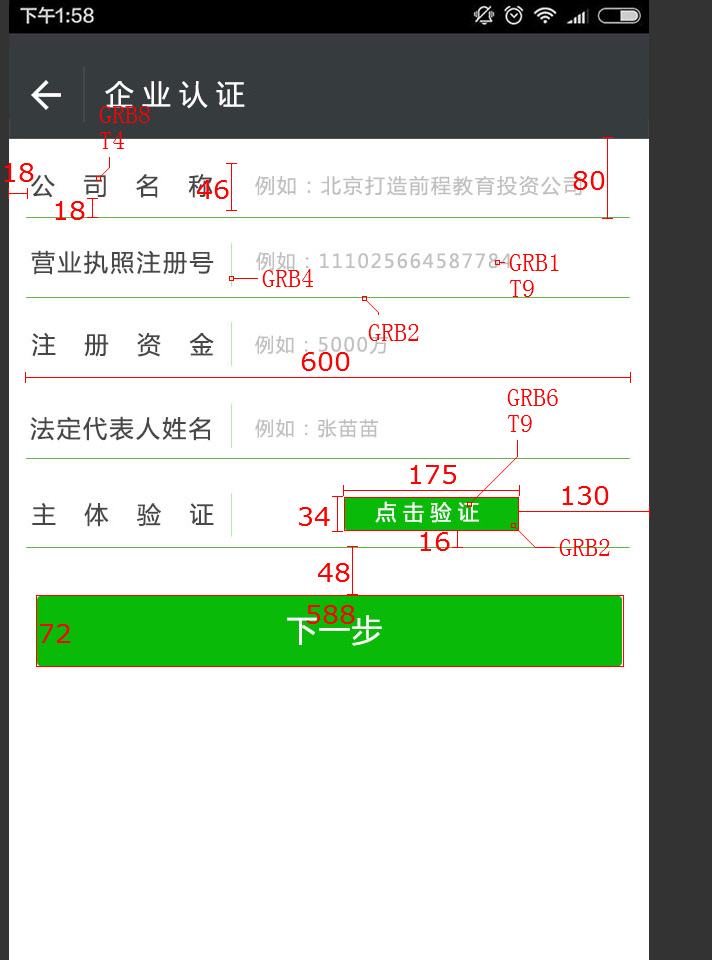 下午1:58
企业认证
GRB8
T4
18
公司名称
46
例如：北京打造前程教育投资公司
80
18
营业执照注册号
例如：111025664587784
GRB1
T9
GRB4
GRB2
注册资金
例如：5000万
600
GRB6
T9
法定代表人姓名
例如：张苗苗
175
130
主体验证
34
点击验证
16
GRB2
48
588
72
下一步